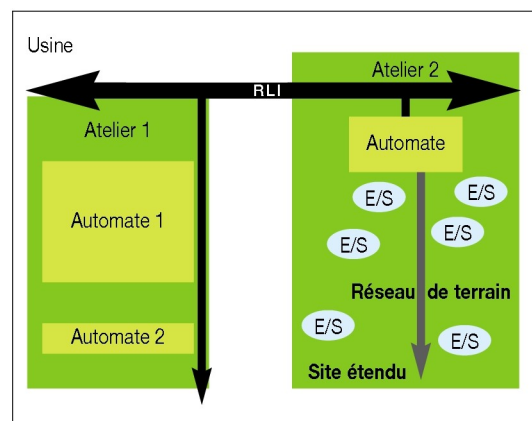 Usine
RLI
Atelier 1
Automate 1
Automate 2
Atelier 2
Automate
E/S
E/S
E/S
E/S
Réseau de terrain
E/S
E/S
Site étendu